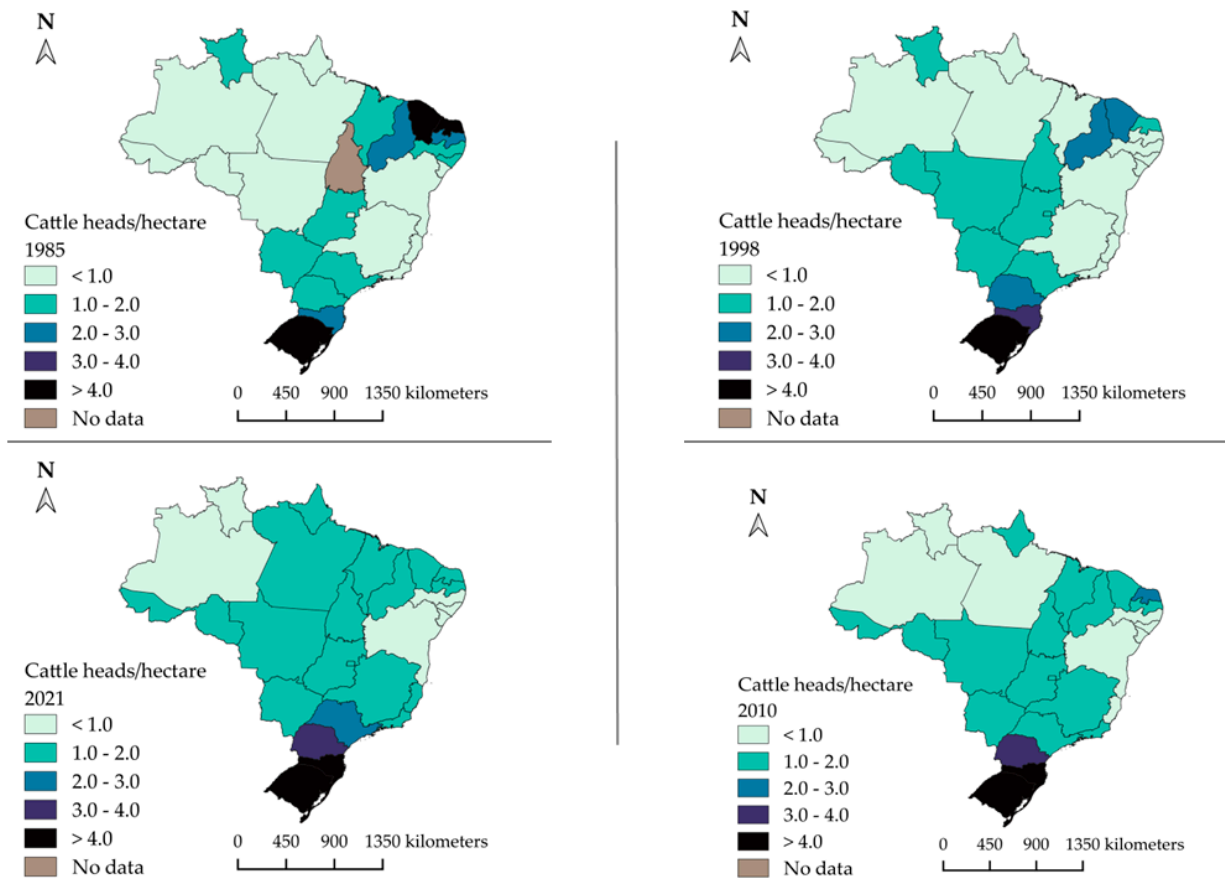 N
Cattle heads/hectare
1985
< 1.0
1.0 - 2.0
2.0 - 3.0
3.0 - 4.0
> 4.0
No data
0 450 900 1350 kilometers
N
Cattle heads/hectare
1998
< 1.0
1.0 - 2.0
2.0 - 3.0
3.0 - 4.0
> 4.0
No data
0 450 900 1350 kilometers
N
Cattle heads/hectare
2021
< 1.0
1.0 - 2.0
2.0 - 3.0
3.0 - 4.0
> 4.0
No data
0 450 900 1350 kilometers
N
Cattle heads/hectare
2010
< 1.0
1.0 - 2.0
2.0 - 3.0
3.0 - 4.0
> 4.0
No data
0 450 900 1350 kilometers